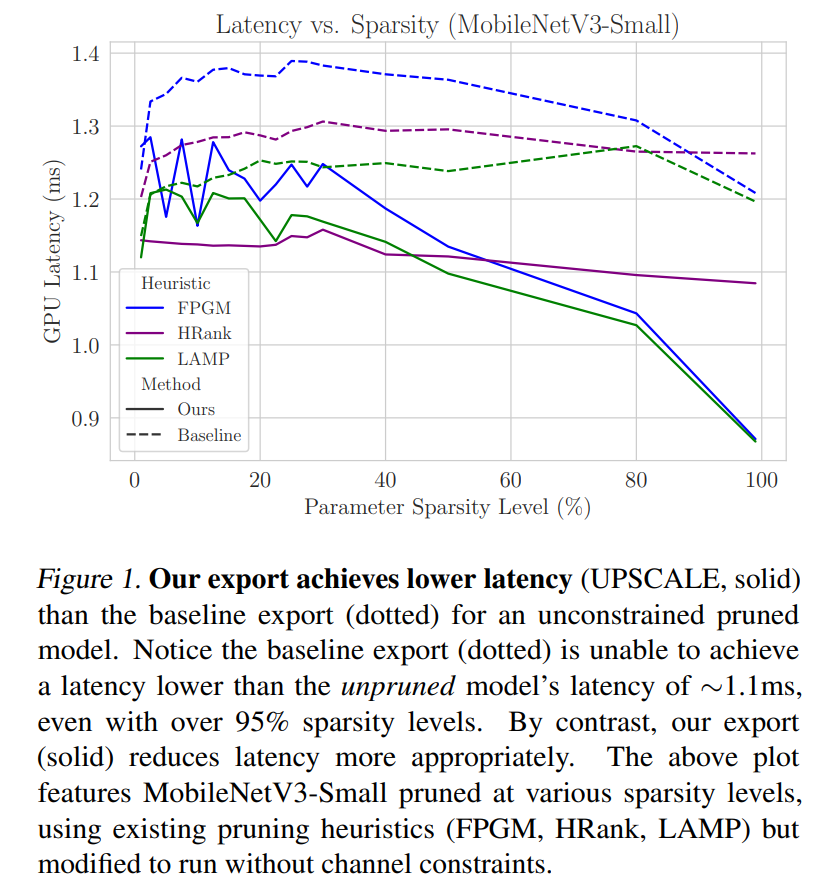 Latency vs. Sparsity (MobileNetV3-Small)
1.4
1.3
1.2
1.1
1.0
0.9
GPU Latency (ms)
Heuristic
FPGM
HRank
LAMP
Method
Ours
Baseline
0 20 40 60 80 100
Parameter Sparsity Level (%)
Figure 1. Our export achieves lower latency (UPSCALE, solid)
than the baseline export (dotted) for an unconstrained pruned
model. Notice the baseline export (dotted) is unable to achieve
a latency lower than the unpruned model's latency of ∼1.1ms,
even with over 95% sparsity levels. By contrast, our export
(solid) reduces latency more appropriately. The above plot
features MobileNetV3-Small pruned at various sparsity levels,
using existing pruning heuristics (FPGM, HRank, LAMP) but
modified to run without channel constraints.